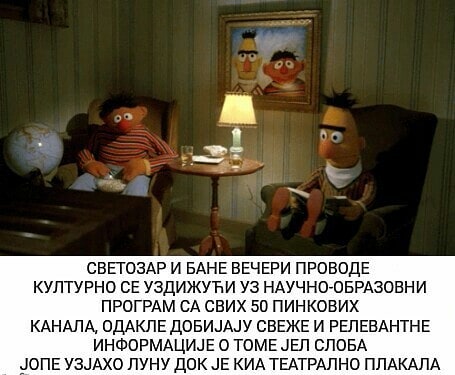 СВЕТОЗАР И БАНЕ ВЕЧЕРИ ПРОВОДЕ
КУЛТУРНО СЕ УЗДИЖУЋИ УЗ НАУЧНО-ОБРАЗОВНИ
ПРОГРАМ СА СВИХ 50 ПИНКОВИХ
КАНАЛА, ОДАКЛЕ ДОБИЈАЈУ СВЕЖЕ И РЕЛЕВАНТНЕ
ИНФОРМАЦИЈЕ О ТОМЕ ЈЕЛ СЛОБА
ЈОПЕ УЗЈАХО ЛУНУ ДОК ЈЕ КИА ТЕАТРАЛНО ПЛАКАЛА